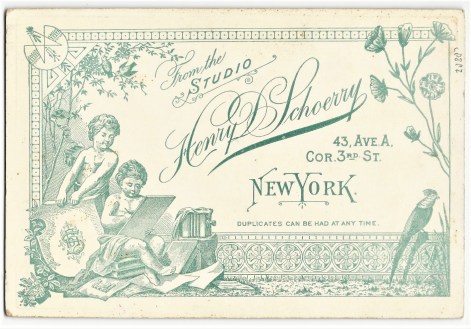 From the
STUDIO
Henry D Schoerry
43, AVE. A.
COR. 3RD ST.
NEW YORK.
DUPLICATES CAN BE HAD AT ANY TIME.